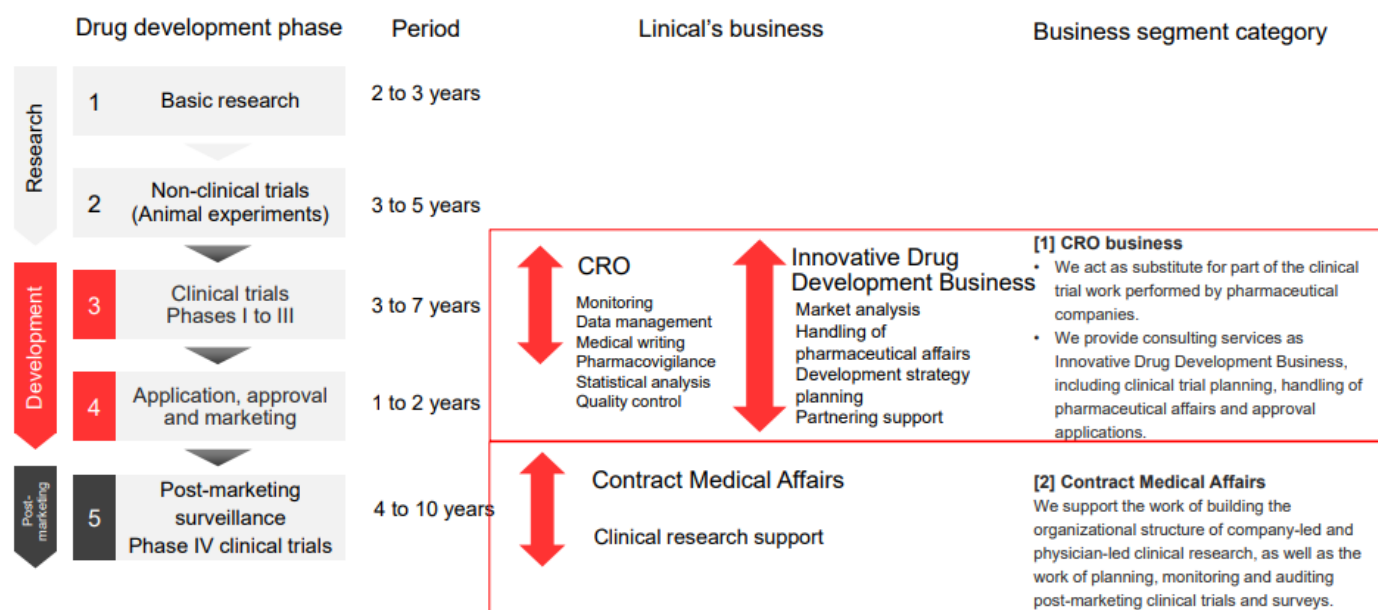 Drug development phase
Period
Linical's business
Business segment category
Research
1
Basic research
2 to 3 years
2
Non-clinical trials
(Animal experiments)
3 to 5 years
Development
3
Clinical trials
Phases I to III
3 to 7 years
4
Application, approval
and marketing
1 to 2 years
CRO
Monitoring
Data management
Medical writing
Pharmacovigilance
Statistical analysis
Quality control
Innovative Drug
Development Business
Market analysis
Handling of
pharmaceutical affairs
Development strategy
planning
Partnering support
[1] CRO business
• We act as substitute for part of the clinical
trial work performed by pharmaceutical
companies.
• We provide consulting services as
Innovative Drug Development Business,
including clinical trial planning, handling of
pharmaceutical affairs and approval
applications.
Post-
marketing
5
Post-marketing
surveillance
Phase IV clinical trials
4 to 10 years
Contract Medical Affairs
Clinical research support
[2] Contract Medical Affairs
We support the work of building the
organizational structure of company-led and
physician-led clinical research, as well as the
work of planning, monitoring and auditing
post-marketing clinical trials and surveys.